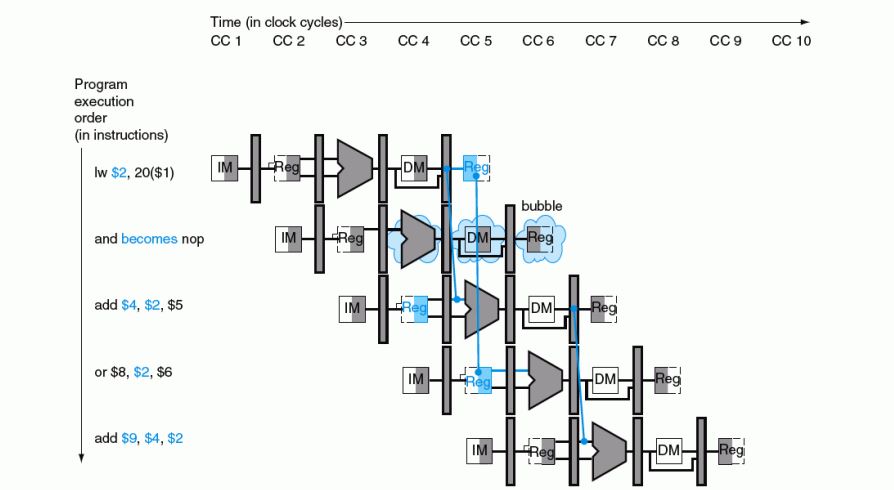 Time (in clock cycles)
CC 1 CC 2 CC 3 CC 4 CC 5 CC 6 CC 7 CC 8 CC 9 CC 10
Program
execution
order
(in instructions)
lw $2, 20($1)
IM Reg DM Reg
bubble
and becomes nop
IM Reg DM Reg
add $4, $2, $5
IM Reg DM Reg
or $8, $2, $6
IM Reg DM Reg
add $9, $4, $2
IM Reg DM Reg